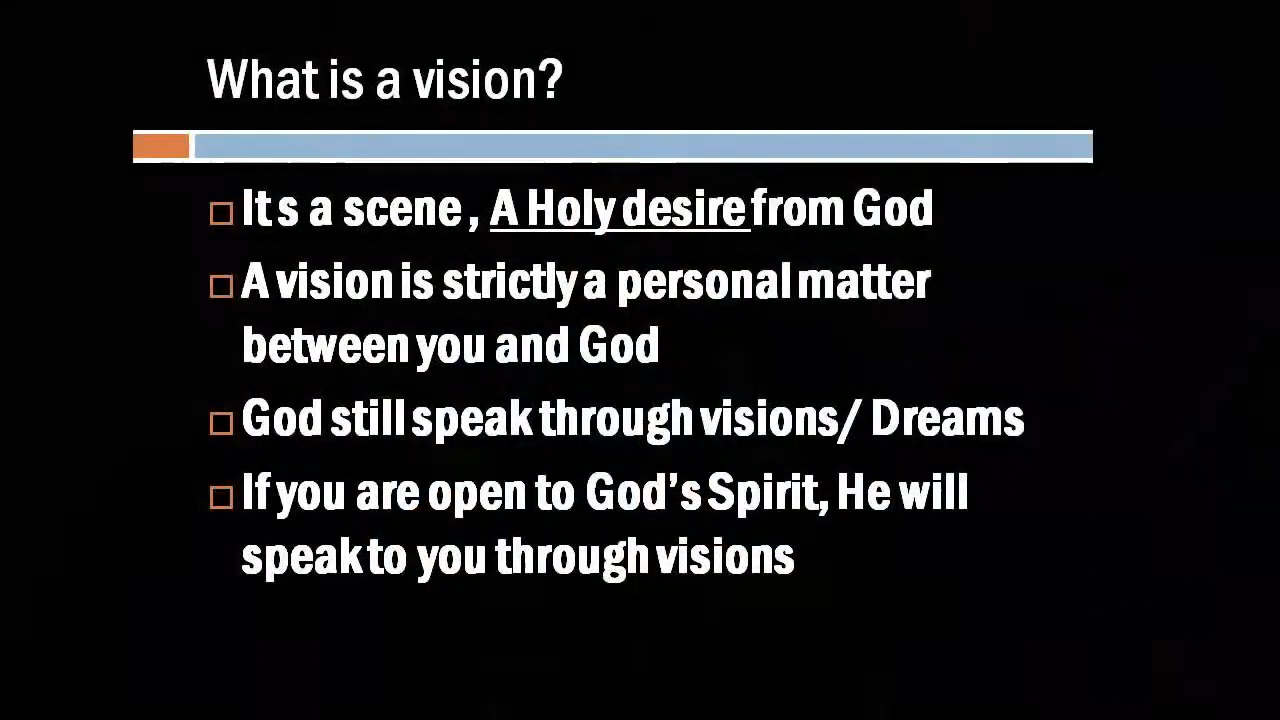 What is a vision?
Its a scene, A Holy desire from God
A vision is strictly a personal matter
between you and God
God still speak through visions/ Dreams
If you are open to God's Spirit, He will
speak to you through visions